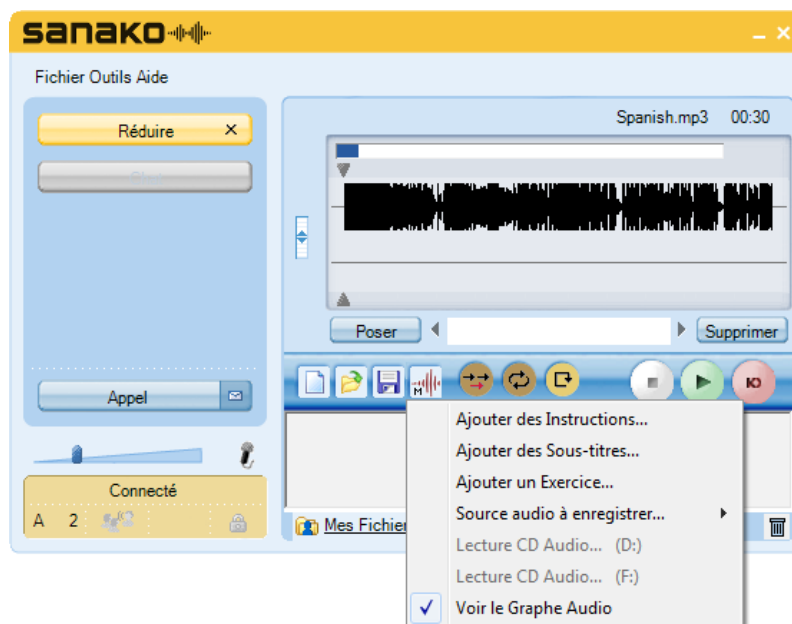 sanako
Fichier Outils Aide
Réduire
Spanish.mp3 00:30
Poser
Supprimer
Appel
M
Connecté
A 2
Mes Fichier
Ajouter des Instructions...
Ajouter des Sous-titres...
Ajouter un Exercice...
Source audio à enregistrer...
Lecture CD Audio... (D:)
Lecture CD Audio... (F:)
Voir le Graphe Audio